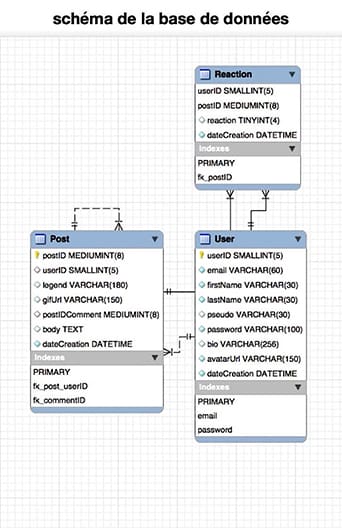 schéma de la base de données
Reaction
userID SMALLINT(5)
postID MEDIUMINT(8)
reaction TINYINT(4)
dateCreation DATETIME
Indexes
PRIMARY
fk_postID
Post
postID MEDIUMINT(8)
userID SMALLINT(5)
legend VARCHAR(180)
gifUrl VARCHAR(150)
postIDComment MEDIUMINT(8)
body TEXT
dateCreation DATETIME
Indexes
PRIMARY
fk_post_userID
fk_commentID
User
userID SMALLINT(5)
email VARCHAR(60)
firstName VARCHAR(30)
lastName VARCHAR(30)
pseudo VARCHAR(30)
password VARCHAR(100)
bio VARCHAR(256)
avatarUrl VARCHAR(150)
dateCreation DATETIME
Indexes
PRIMARY
email
password